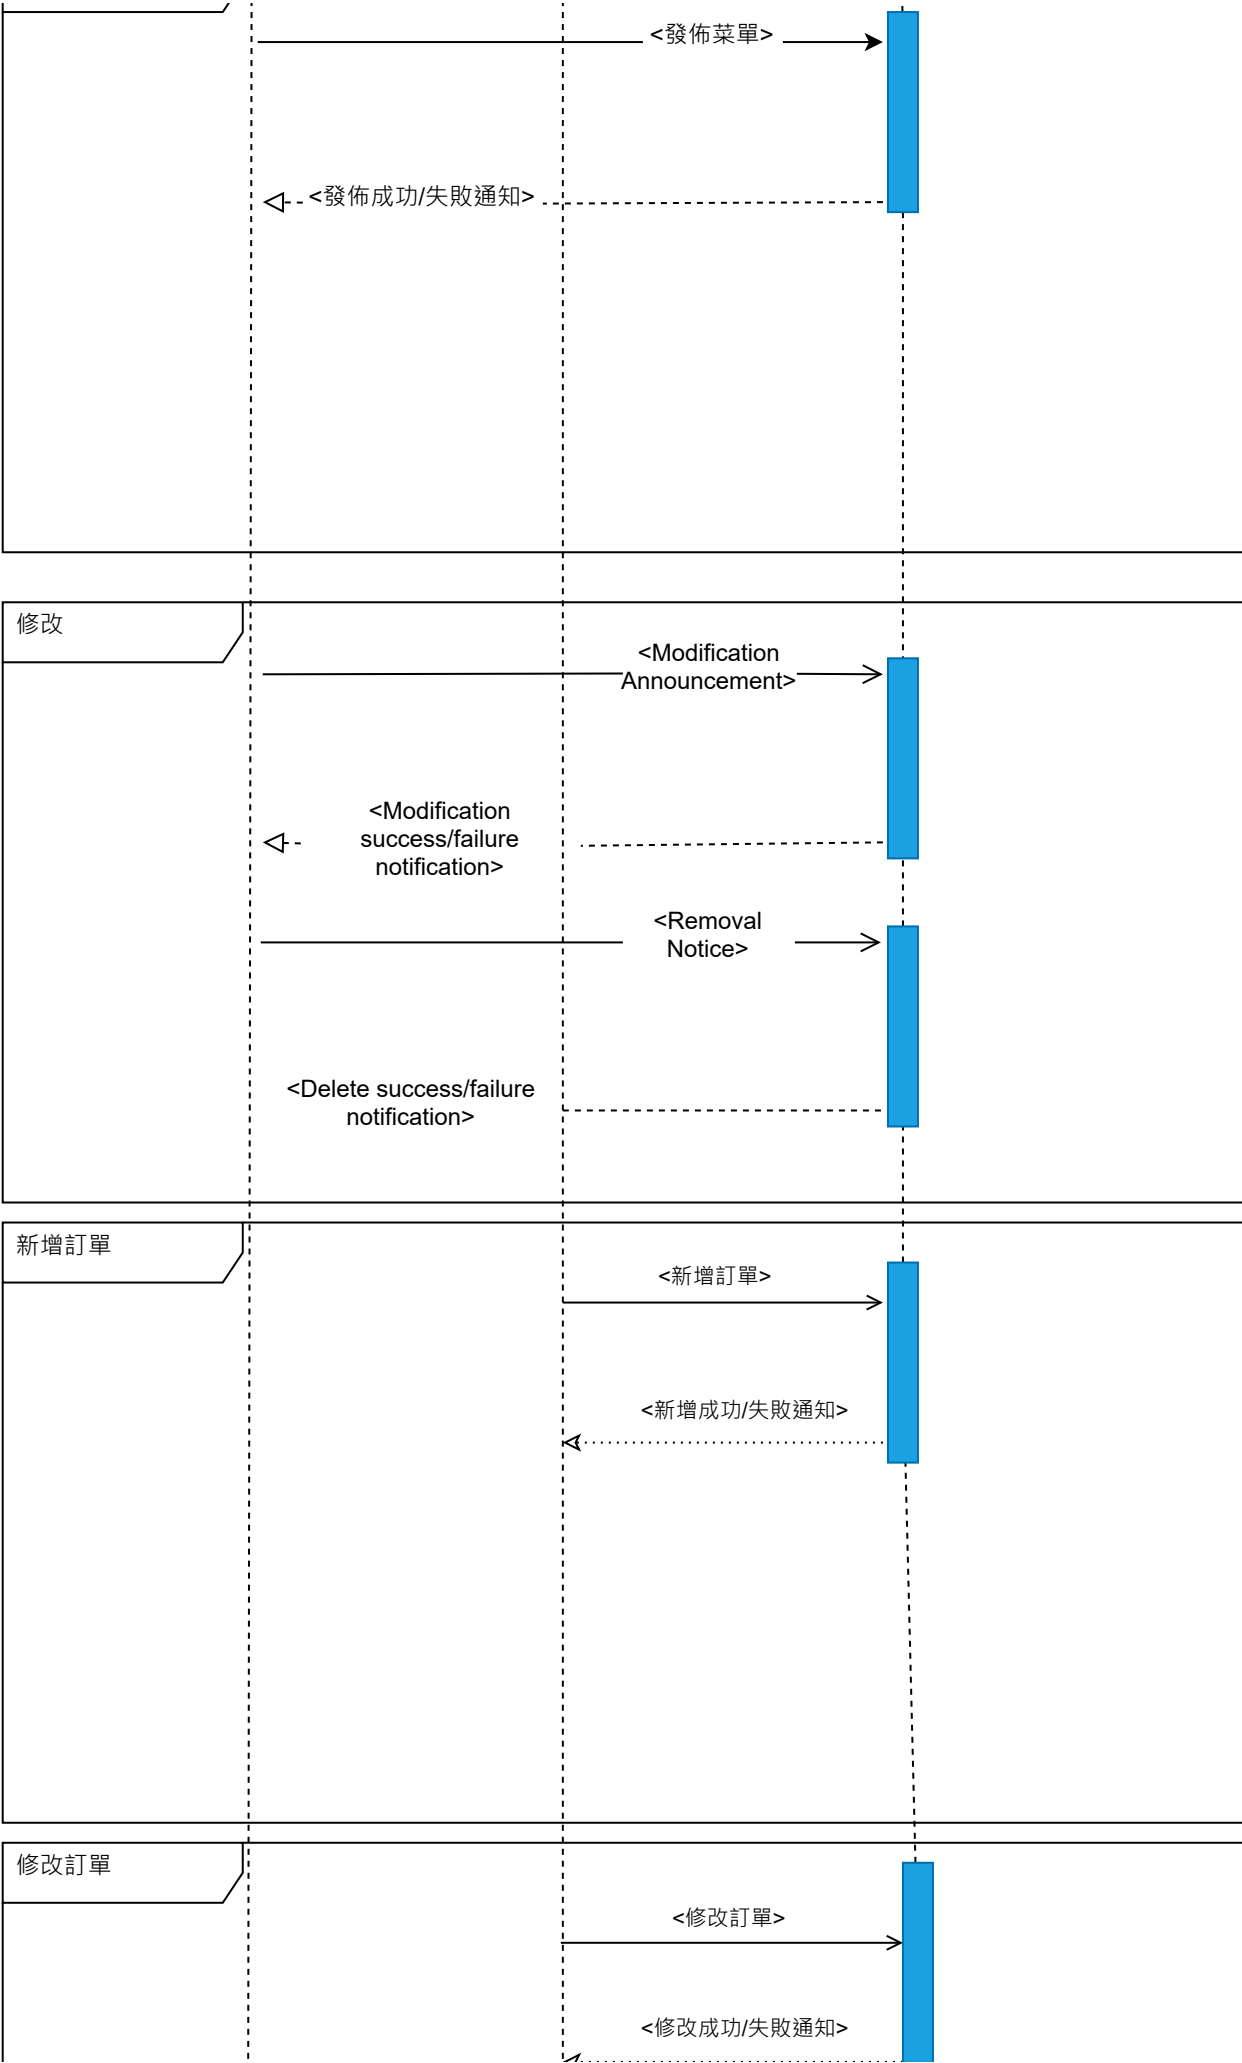 <發佈菜單>
<發佈成功/失敗通知>
修改
<Modification
Announcement>
<Modification
success/failure
notification>
<Removal
Notice>
<Delete success/failure
notification>
新增訂單
<新增訂單>
<新增成功/失敗通知>
修改訂單
<修改訂單>
<修改成功/失敗通知>